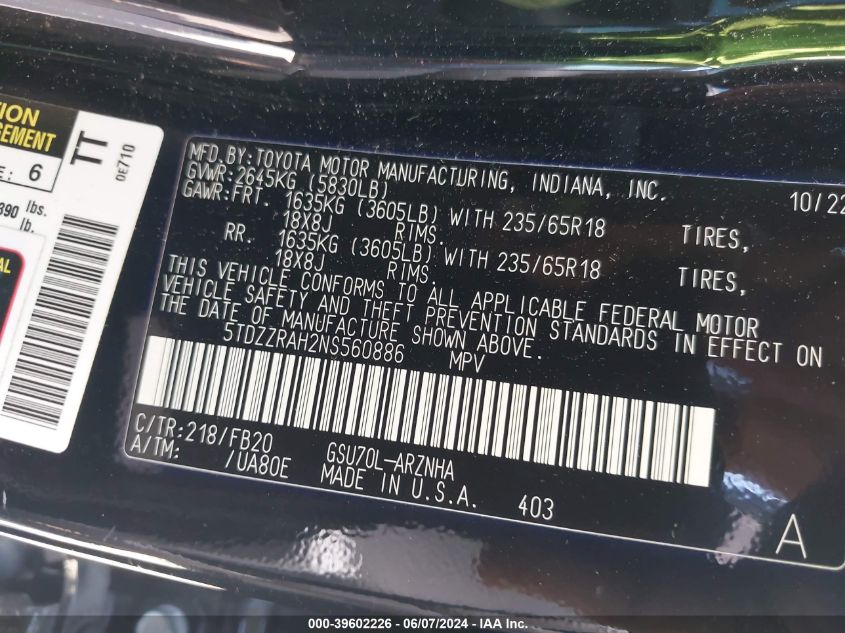 TION
GEMENT
E: 6
390 lbs.
lb.
AL
TT
0E710
MFD.BY:TOYOTA MOTOR MANUFACTURING, INDIANA, INC. 10/22
GVWR:2645KG (5830LB)
GAWR:FRT. 1635KG (3605LB) WITH 235/65R18 TIRES,
18X8J RIMS.
RR. 1635KG (3605LB) WITH 235/65R18 TIRES,
18X8J RIMS.
THIS VEHICLE CONFORMS TO ALL APPLICABLE FEDERAL MOTOR
VEHICLE SAFETY AND THEFT PREVENTION STANDARDS IN EFFECT ON
THE DATE OF MANUFACTURE SHOWN ABOVE.
5TDZZRAH2NS560886 MPV
C/TR:218/FB20 GSU70L-ARZNHA
A/TM: /UA80E MADE IN U.S.A. 403
A
000-39602226 - 06/07/2024 - IAA Inc.